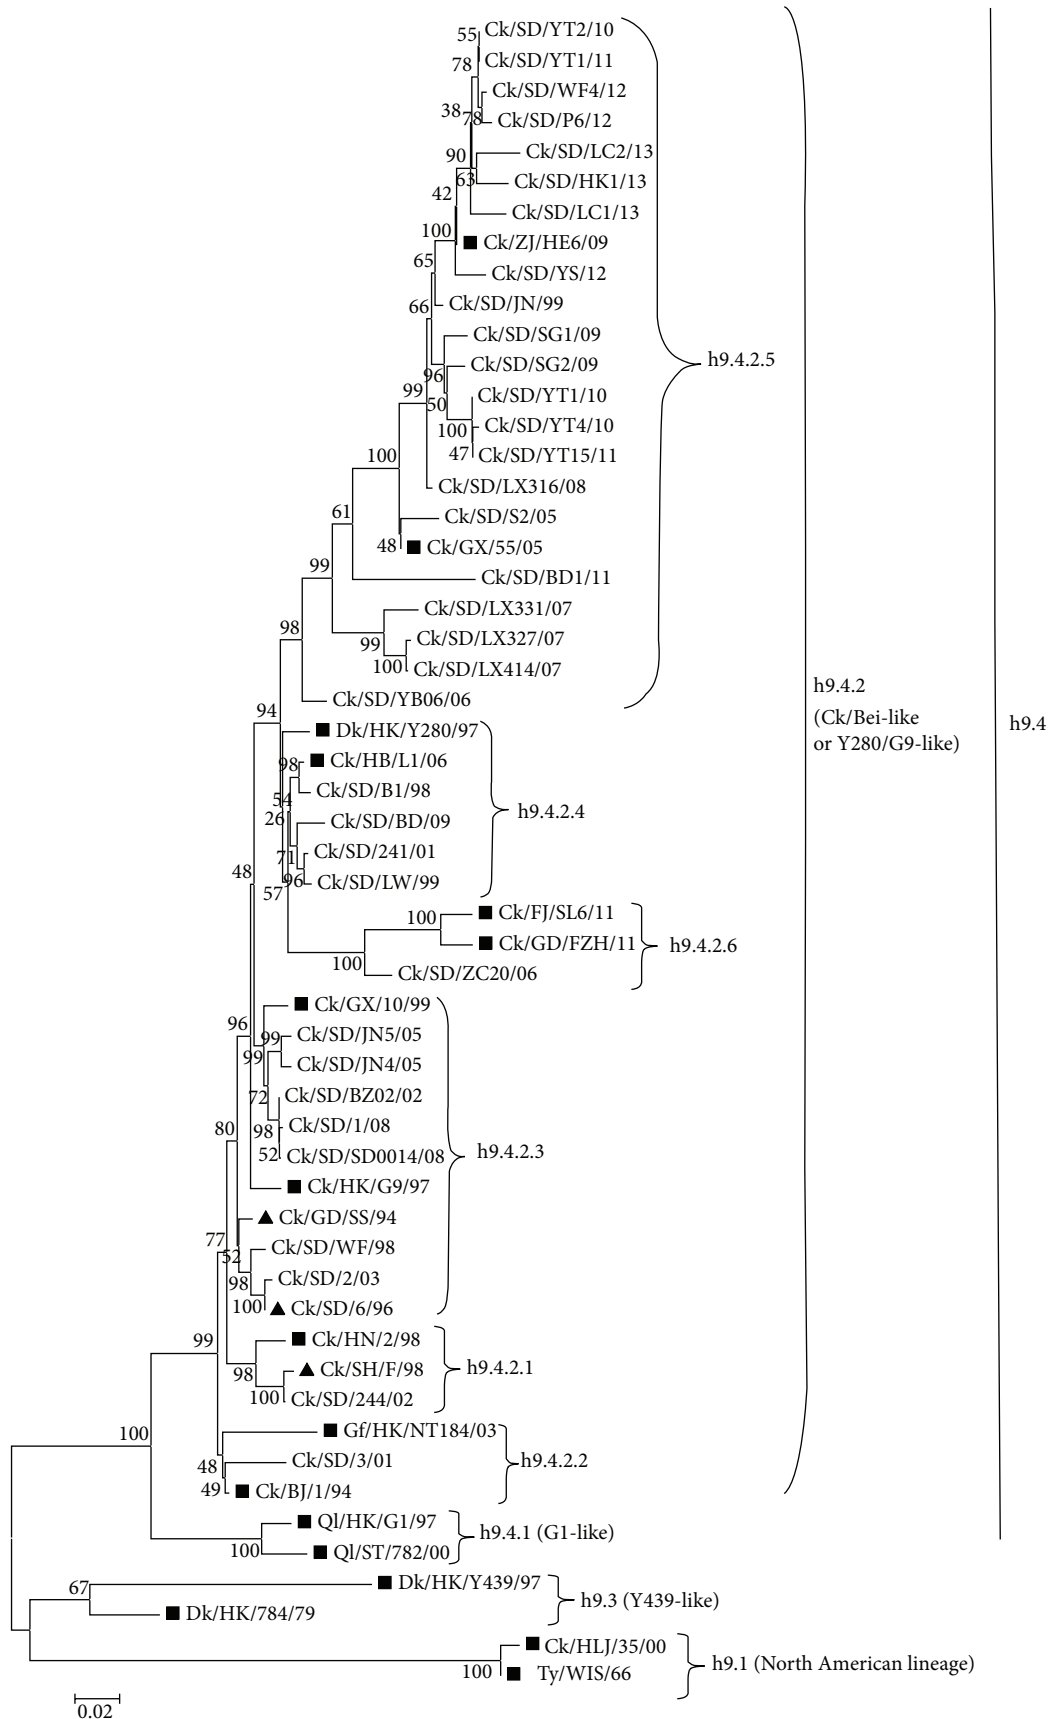 55
Ck/SD/YT2/10
Ck/SD/YT1/11
78
Ck/SD/WF4/12
38
78
Ck/SD/P6/12
90
Ck/SD/LC2/13
63
Ck/SD/HK1/13
42
Ck/SD/LC1/13
100
Ck/ZJ/HE6/09
65
Ck/SD/YS/12
66
Ck/SD/JN/99
Ck/SD/SG1/09
h9.4.2.5
96
Ck/SD/SG2/09
99
50
Ck/SD/YT1/10
100
Ck/SD/YT4/10
47
Ck/SD/YT15/11
100
Ck/SD/LX316/08
61
Ck/SD/S2/05
48
Ck/GX/55/05
99
Ck/SD/BD1/11
Ck/SD/LX331/07
98
99
Ck/SD/LX327/07
100
Ck/SD/LX414/07
Ck/SD/YB06/06
h9.4.2
(Ck/Bei-like
or Y280/G9-like)
h9.4
94
Dk/HK/Y280/97
98
Ck/HB/L1/06
Ck/SD/B1/98
54
26
Ck/SD/BD/09
h9.4.2.4
71
Ck/SD/241/01
48
96
57
Ck/SD/LW/99
100
Ck/FJ/SL6/11
Ck/GD/FZH/11
h9.4.2.6
100
Ck/SD/ZC20/06
Ck/GX/10/99
96
99
Ck/SD/JN5/05
99
Ck/SD/JN4/05
72
Ck/SD/BZ02/02
80
98
Ck/SD/1/08
52
Ck/SD/SD0014/08
h9.4.2.3
Ck/HK/G9/97
Ck/GD/SS/94
77
52
Ck/SD/WF/98
98
Ck/SD/2/03
100
Ck/SD/6/96
99
Ck/HN/2/98
98
Ck/SH/F/98
h9.4.2.1
100
Ck/SD/244/02
100
Gf/HK/NT184/03
48
Ck/SD/3/01
h9.4.2.2
49
Ck/BJ/1/94
Ql/HK/G1/97
h9.4.1 (G1-like)
100
Ql/ST/782/00
67
Dk/HK/Y439/97
h9.3 (Y439-like)
Dk/HK/784/79
Ck/HLJ/35/00
h9.1 (North American lineage)
100
Ty/WIS/66
0.02